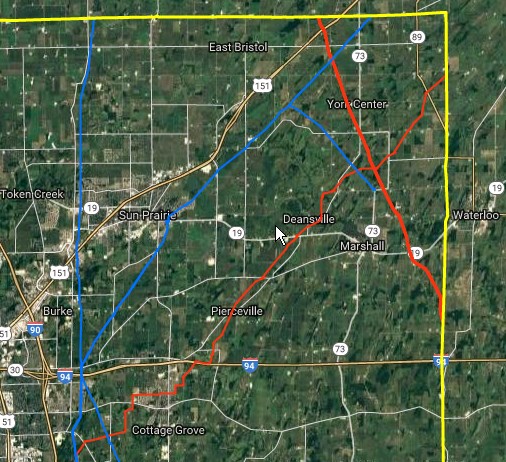 89
East Bristol
73
151
York Center
Token Creek
19
19
Sun Prairie
Deansville
Waterloo
19
73
Marshall
19
151
Burke
Pierceville
90
51
73
30
94
94
94
51
Cottage Grove